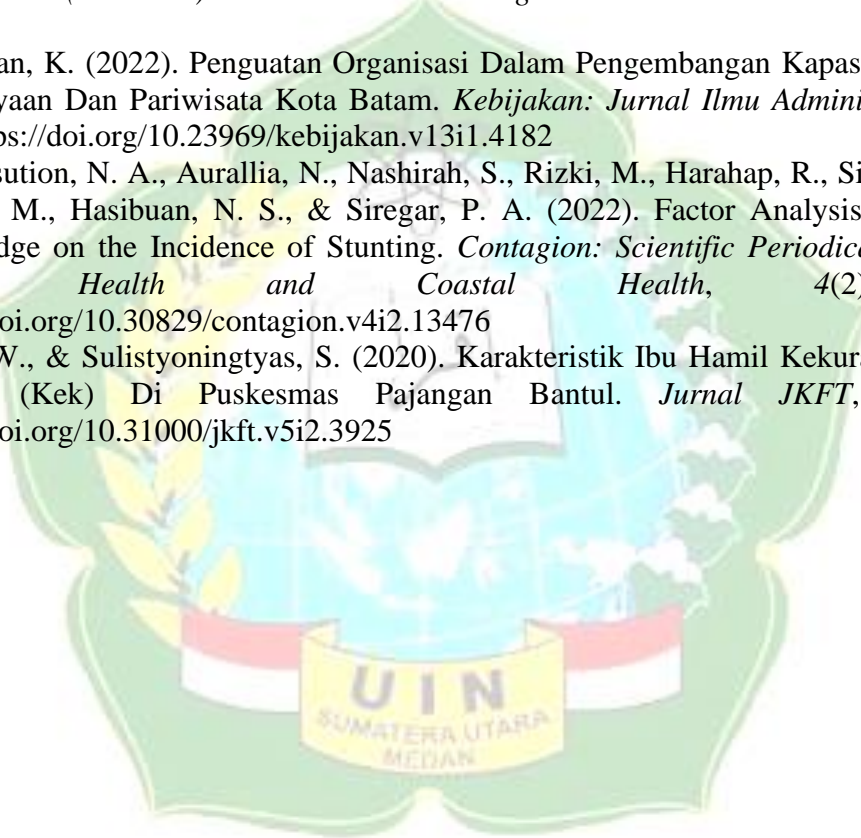 an, K. (2022). Penguatan Organisasi Dalam Pengembangan Kapas
yaan Dan Pariwisata Kota Batam. Kebijakan: Jurnal Ilmu Admini
ps://doi.org/10.23969/kebijakan.v13i1.4182
sution, N. A., Aurallia, N., Nashirah, S., Rizki, M., Harahap, R., Si
M., Hasibuan, N. S., & Siregar, P. A. (2022). Factor Analysis
dge on the Incidence of Stunting. Contagion: Scientific Periodica
Health and Coastal Health, 4(2)
oi.org/10.30829/contagion.v4i2.13476
W., & Sulistyoningtyas, S. (2020). Karakteristik Ibu Hamil Kekura
(Kek) Di Puskesmas Pajangan Bantul. Jurnal JKFT,
oi.org/10.31000/jkft.v5i2.3925
UIN
SUMATERA UTARA
MEDAN